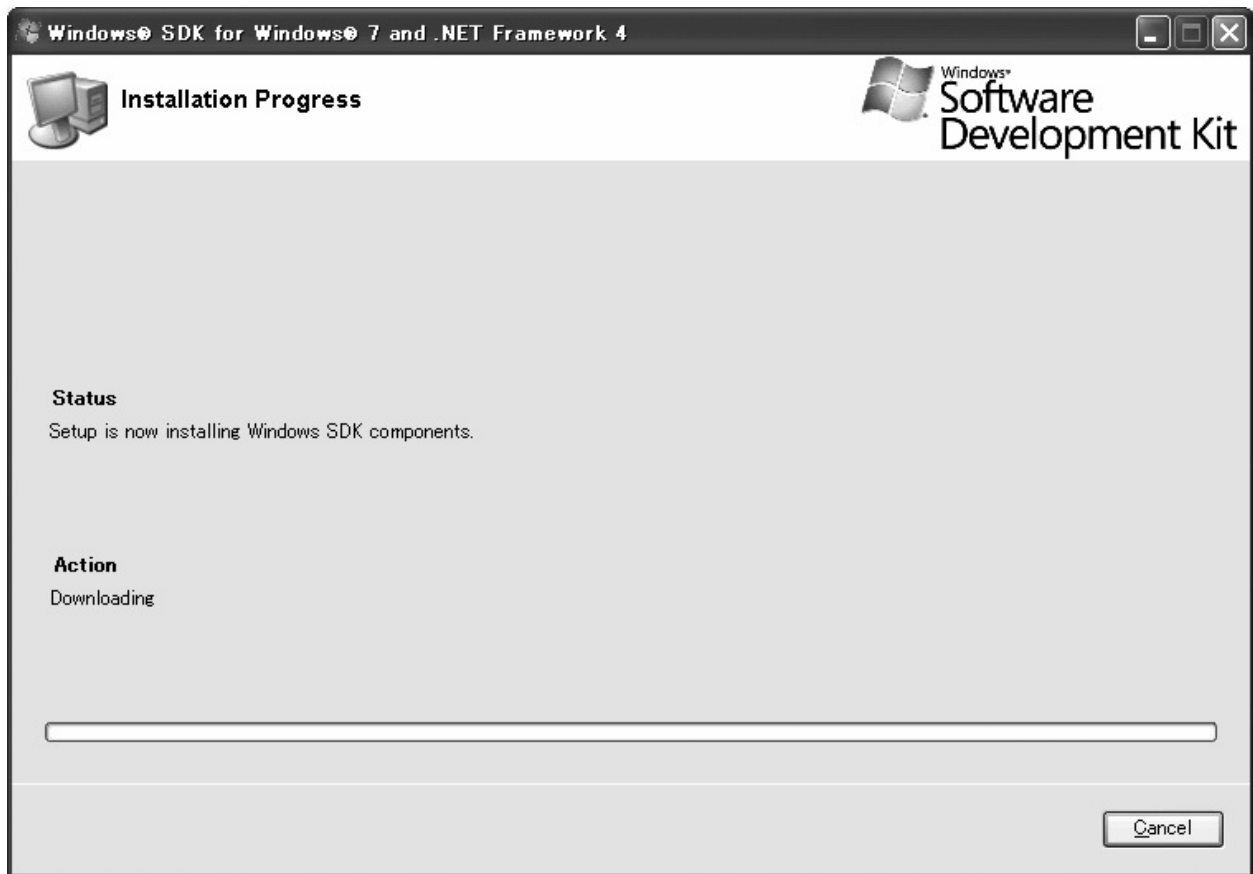 Windows® SDK for Windows® 7 and .NET Framework 4
Installation Progress
Windows®
Software
Development Kit
Status
Setup is now installing Windows SDK components.
Action
Downloading
Cancel